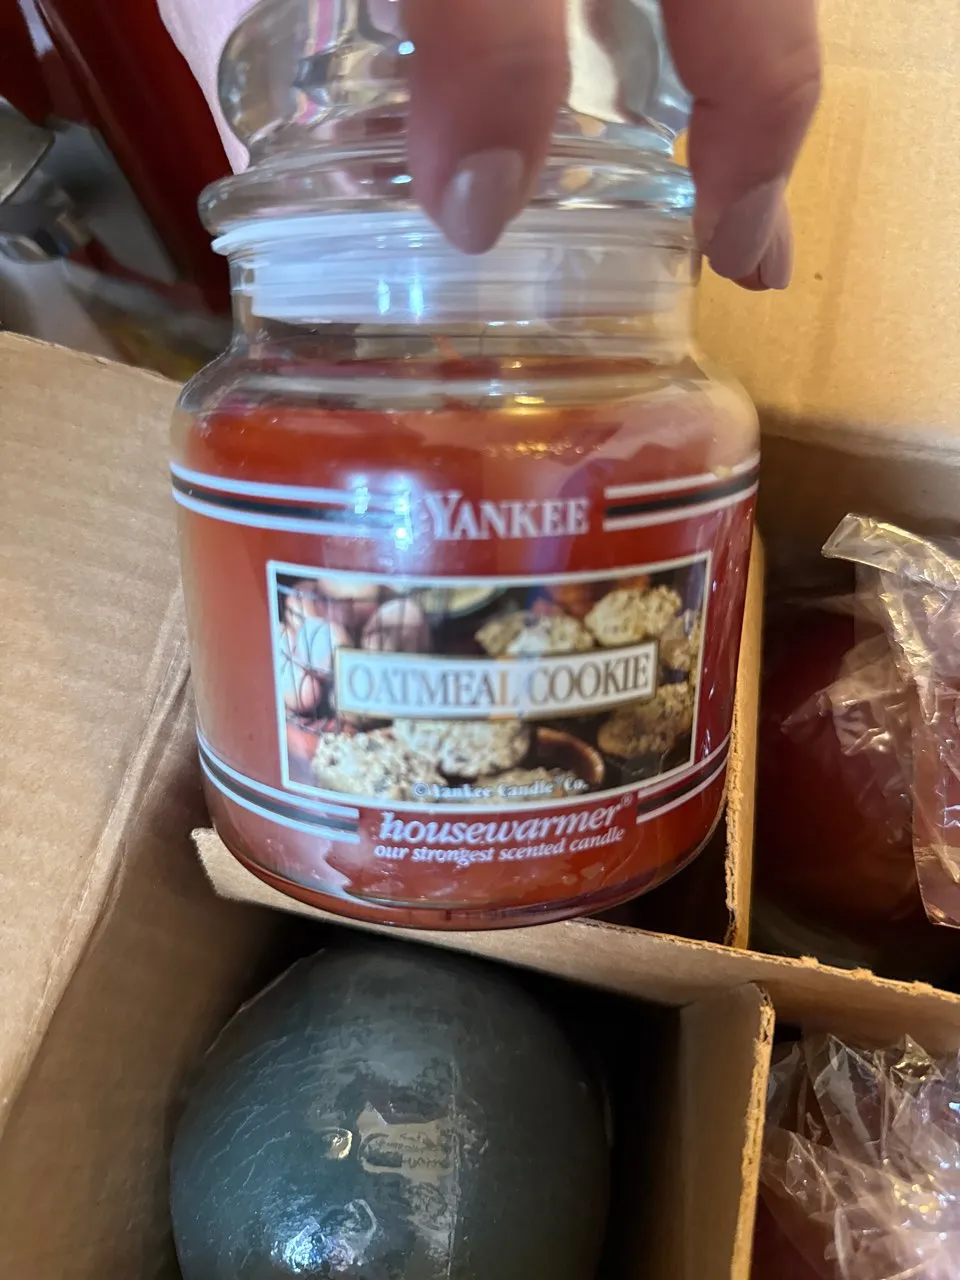 YANKEE
OATMEAL COOKIE
©Yankee Candle Co.
housewarmer®
our strongest scented candle